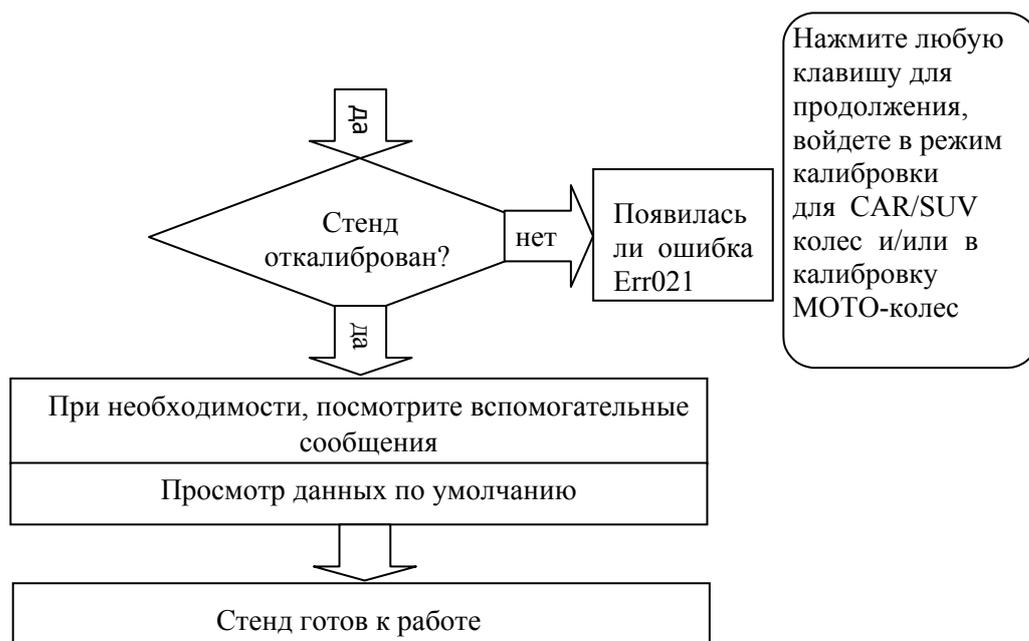 да
Стенд
откалиброван?
нет
Появилась
ли ошибка
Err021
Нажмите любую
клавишу для
продолжения,
войдете в режим
калибровки
для CAR/SUV
колес и/или в
калибровку
МОТО-колес
да
При необходимости, посмотрите вспомогательные
сообщения
Просмотр данных по умолчанию
Стенд готов к работе